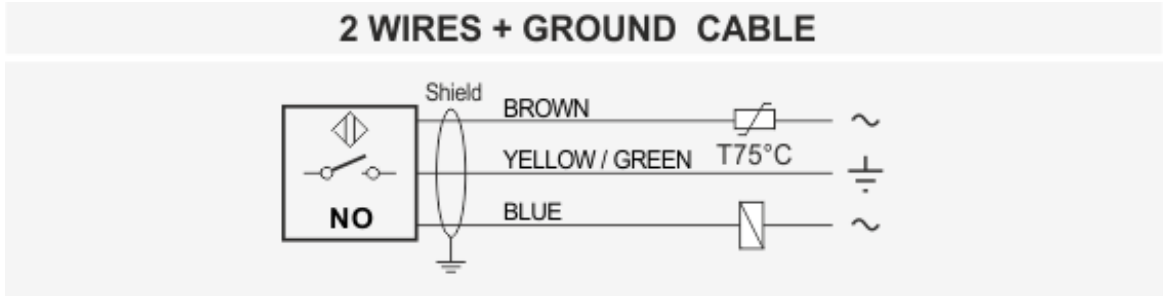 2 WIRES + GROUND CABLE
Shield
BROWN
YELLOW / GREEN
T75°C
BLUE
NO